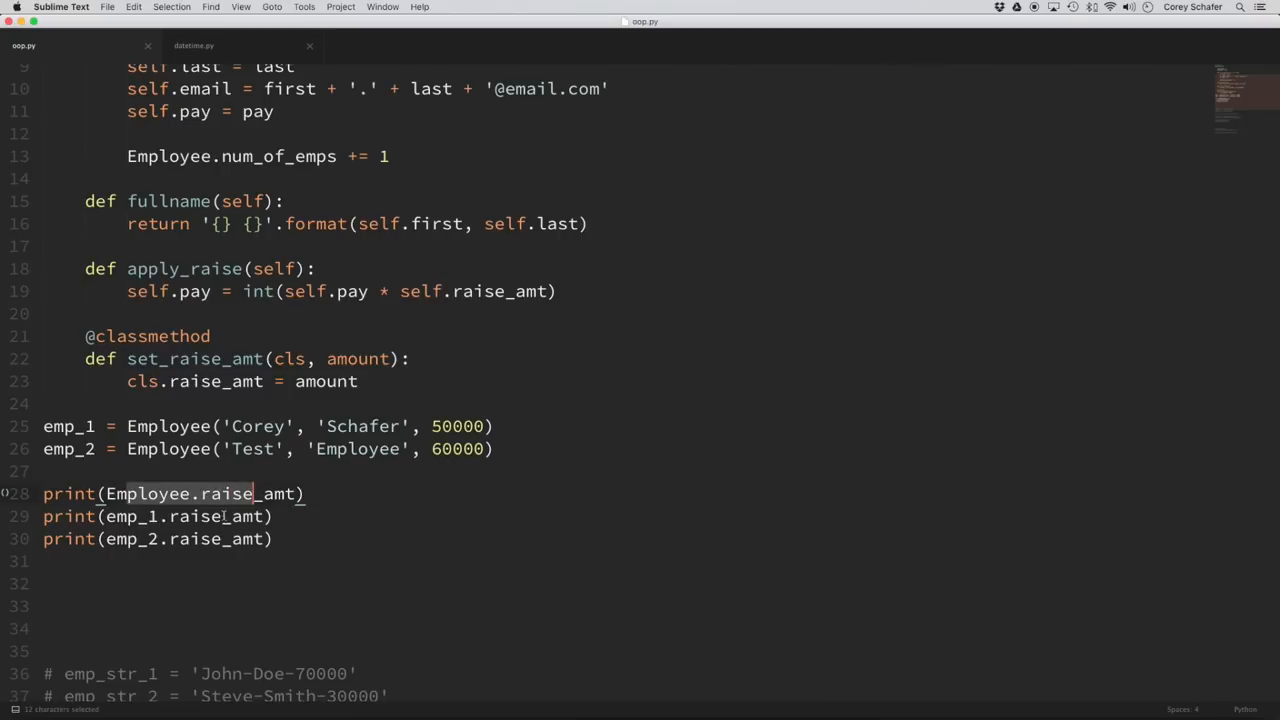 Sublime Text File Edit Selection Find View Goto Tools Project Window Help Corey Schafer
oop.py
oop.py datetime.py
9 self.last = last
10 self.email = first + '.' + last + '@email.com'
11 self.pay = pay
12
13 Employee.num_of_emps += 1
14
15 def fullname(self):
16 return '{} {}'.format(self.first, self.last)
17
18 def apply_raise(self):
19 self.pay = int(self.pay * self.raise_amt)
20
21 @classmethod
22 def set_raise_amt(cls, amount):
23 cls.raise_amt = amount
24
25 emp_1 = Employee('Corey', 'Schafer', 50000)
26 emp_2 = Employee('Test', 'Employee', 60000)
27
28 print(Employee.raise_amt)
29 print(emp_1.raise_amt)
30 print(emp_2.raise_amt)
31
32
33
34
35
36 # emp_str_1 = 'John-Doe-70000'
37 # emp_str_2 = 'Steve-Smith-30000'
12 characters selected Spaces: 4 Python